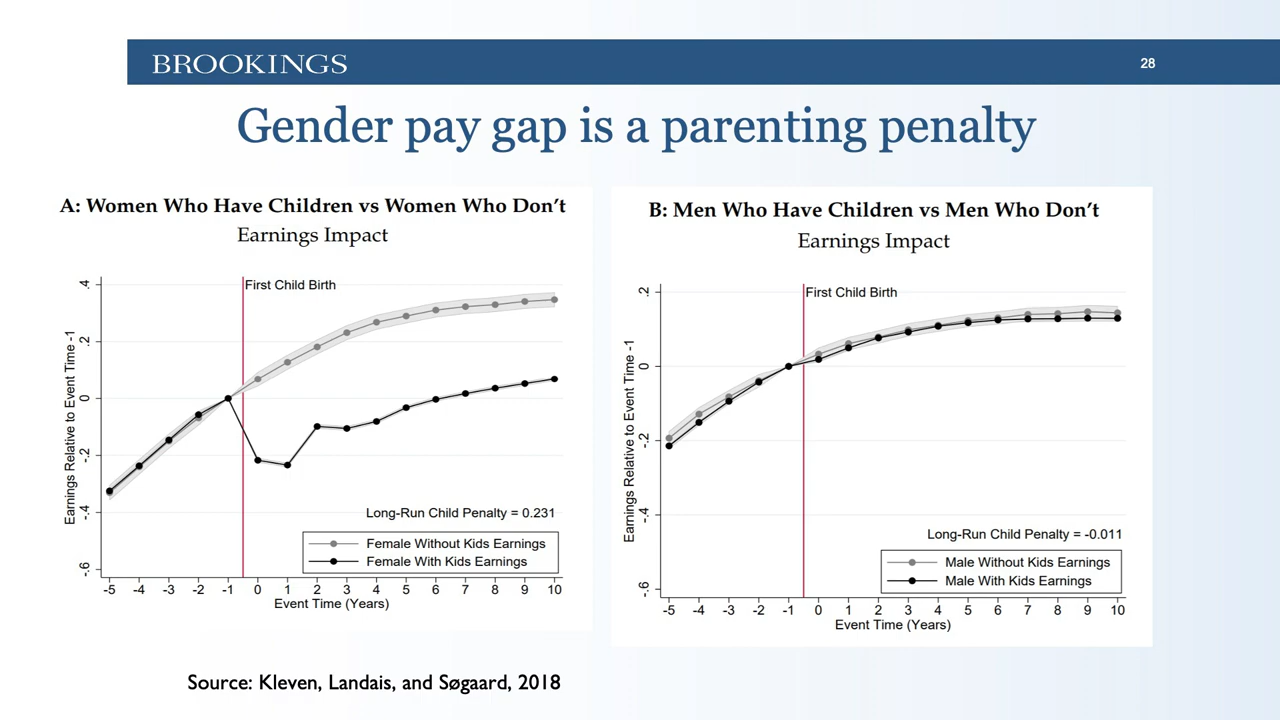 BROOKINGS
28
Gender pay gap is a parenting penalty
A: Women Who Have Children vs Women Who Don't
Earnings Impact
First Child Birth
Earnings Relative to Event Time -1
.4
.2
0
-.2
-.4
-.6
Long-Run Child Penalty = 0.231
Female Without Kids Earnings
Female With Kids Earnings
-5 -4 -3 -2 -1 0 1 2 3 4 5 6 7 8 9 10
Event Time (Years)
B: Men Who Have Children vs Men Who Don't
Earnings Impact
First Child Birth
Earnings Relative to Event Time -1
.2
0
-.2
-.4
-.6
Long-Run Child Penalty = -0.011
Male Without Kids Earnings
Male With Kids Earnings
-5 -4 -3 -2 -1 0 1 2 3 4 5 6 7 8 9 10
Event Time (Years)
Source: Kleven, Landais, and Søgaard, 2018